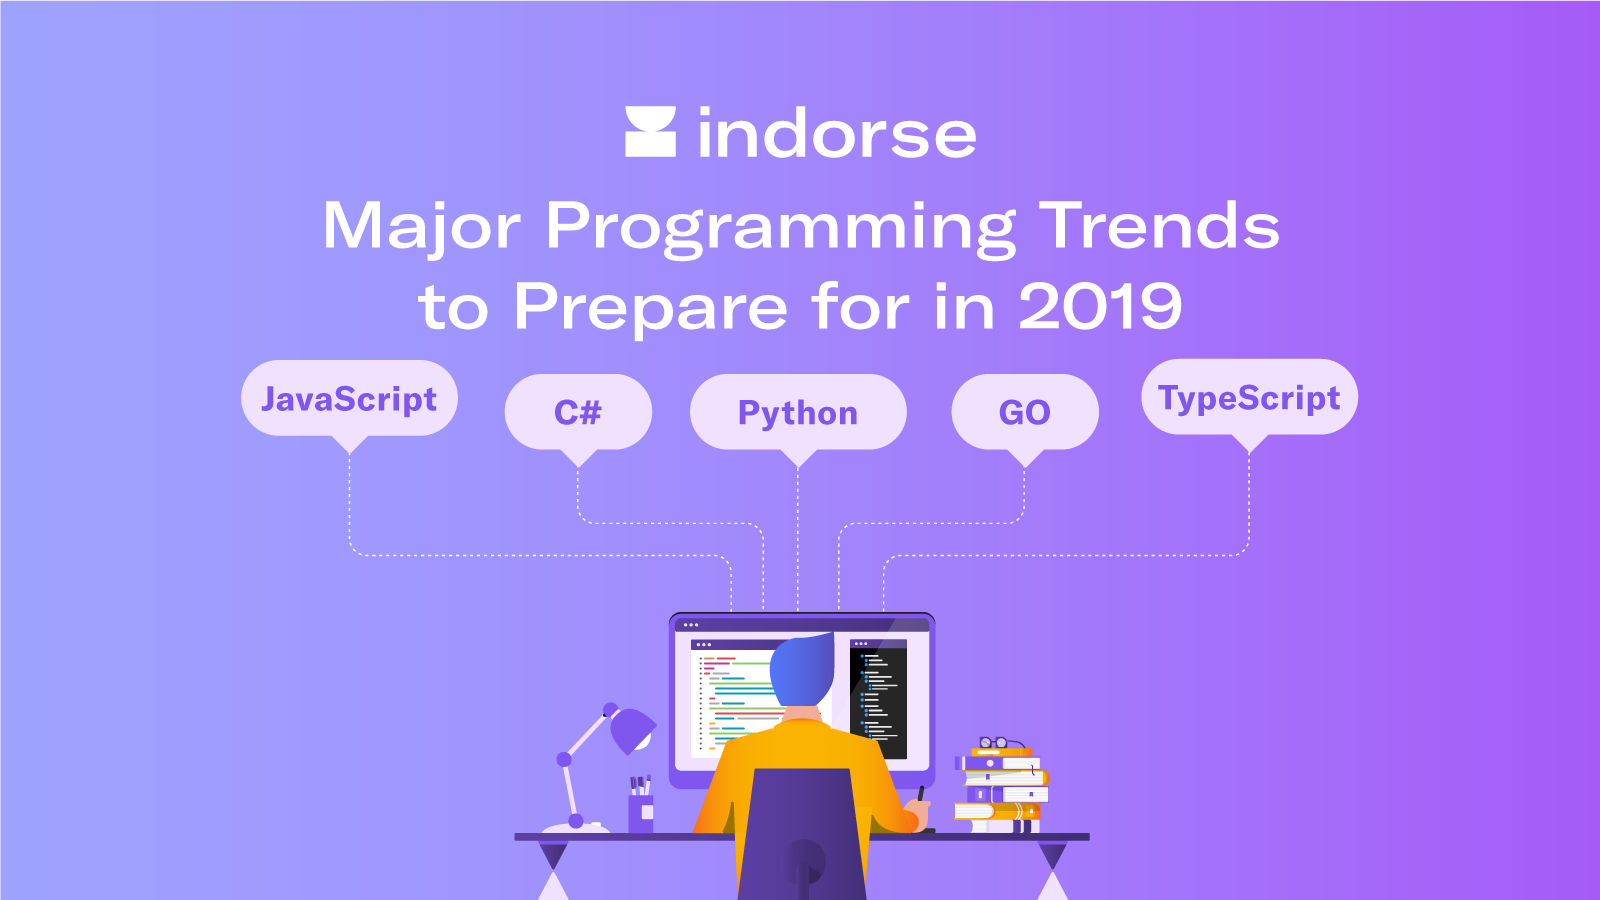 indorse
Major Programming Trends
to Prepare for in 2019
JavaScript
C#
Python
GO
TypeScript